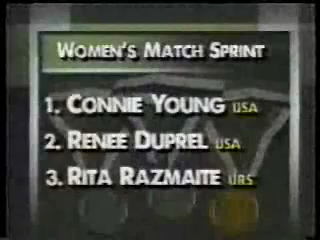 WOMEN'S MATCH SPRINT
1. CONNIE YOUNG USA
2. RENEE DUPREL USA
3. RITA RAZMAITE URS